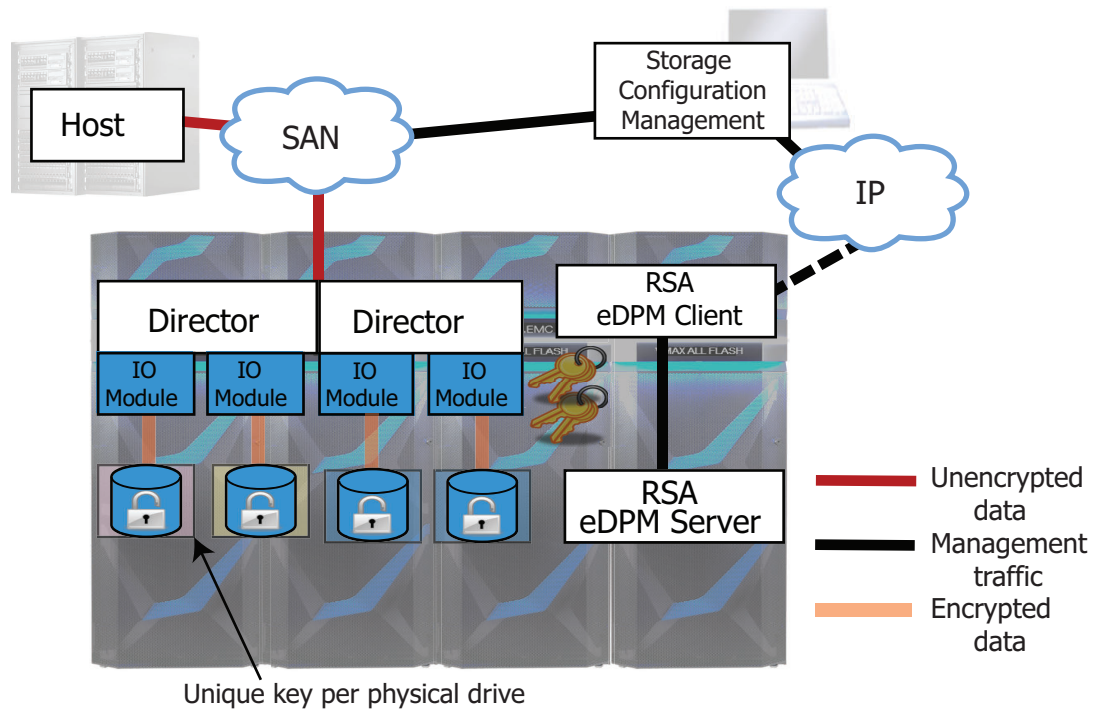 Host
SAN
Storage
Configuration
Management
IP
RSA
eDPM Client
Director
Director
EMC
ALL FLASH
MAX ALL FLASH
IO
Module
IO
Module
IO
Module
IO
Module
RSA
eDPM Server
Unencrypted
data
Management
traffic
Encrypted
data
Unique key per physical drive